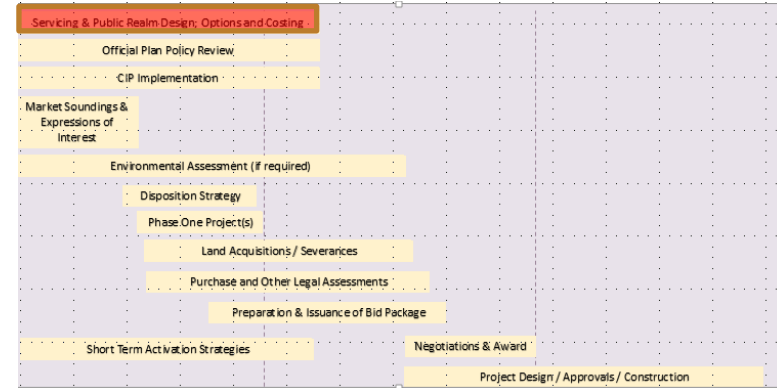 Servicing & Public Realm Design; Options and Costing
Official Plan Policy Review
CIP Implementation
Market Soundings &
Expressions of
Interest
Environmental Assessment (if required)
Disposition Strategy
Phase One Project(s)
Land Acquisitions / Severances
Purchase and Other Legal Assessments
Preparation & Issuance of Bid Package
Short Term Activation Strategies
Negotiations & Award
Project Design / Approvals / Construction